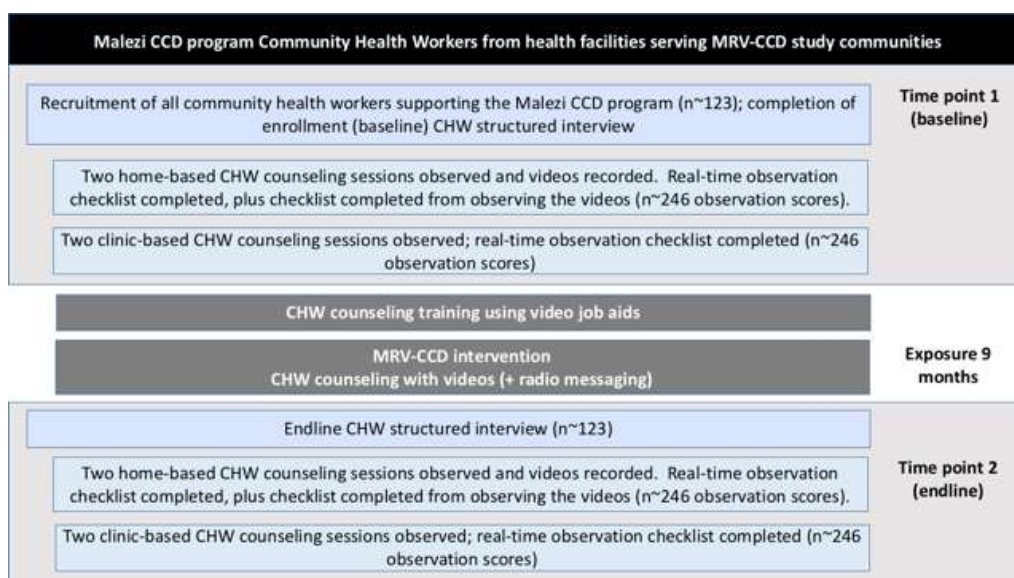 Malezi CCD program Community Health Workers from health facilities serving MRV-CCD study communities
Recruitment of all community health workers supporting the Malezi CCD program (n~123); completion of
enrollment (baseline) CHW structured interview
Time point 1
(baseline)
Two home-based CHW counseling sessions observed and videos recorded.  Real-time observation
checklist completed, plus checklist completed from observing the videos (n~246 observation scores).
Two clinic-based CHW counseling sessions observed; real-time observation checklist completed (n~246
observation scores)
CHW counseling training using video job aids
MRV-CCD intervention
CHW counseling with videos (+ radio messaging)
Exposure 9
months
Endline CHW structured interview (n~123)
Two home-based CHW counseling sessions observed and videos recorded.  Real-time observation
checklist completed, plus checklist completed from observing the videos (n~246 observation scores).
Time point 2
(endline)
Two clinic-based CHW counseling sessions observed; real-time observation checklist completed (n~246
observation scores)